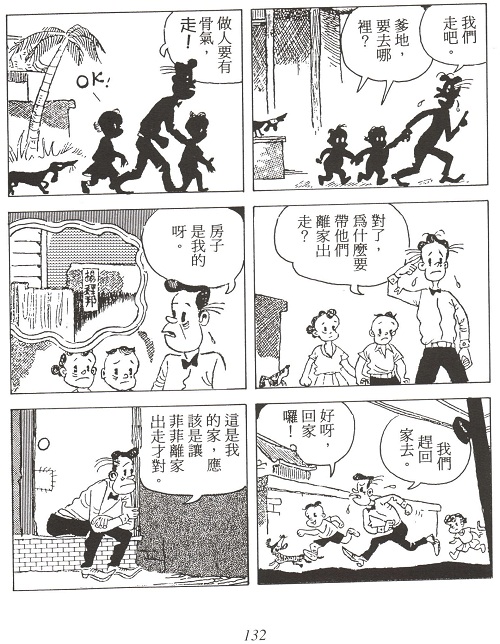 我們
走吧。
爹地，
要去哪
裡？
做人要有
骨氣，
走！
OK!
對了，
爲什麼要
帶他們
離家出
走？
房子
是我的
呀。
我們
趕回
家去。
好呀，
回家
囉！
這是我
的家，應
該是讓
菲菲離家
出走才對。
132